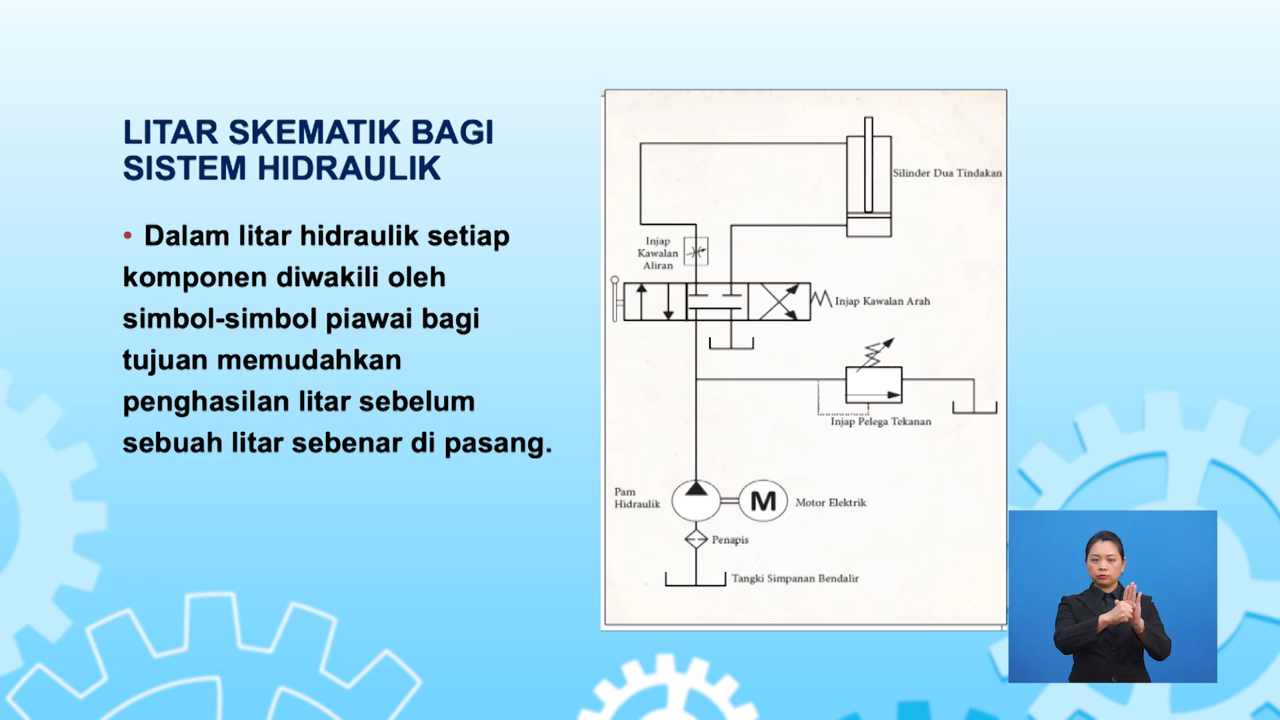 LITAR SKEMATIK BAGI
SISTEM HIDRAULIK
• Dalam litar hidraulik setiap
komponen diwakili oleh
simbol-simbol piawai bagi
tujuan memudahkan
penghasilan litar sebelum
sebuah litar sebenar di pasang.
Silinder Dua Tindakan
Injap
Kawalan
Aliran
Injap Kawalan Arah
Injap Pelega Tekanan
Pam
Hidraulik
M
Motor Elektrik
Penapis
Tangki Simpanan Bendalir